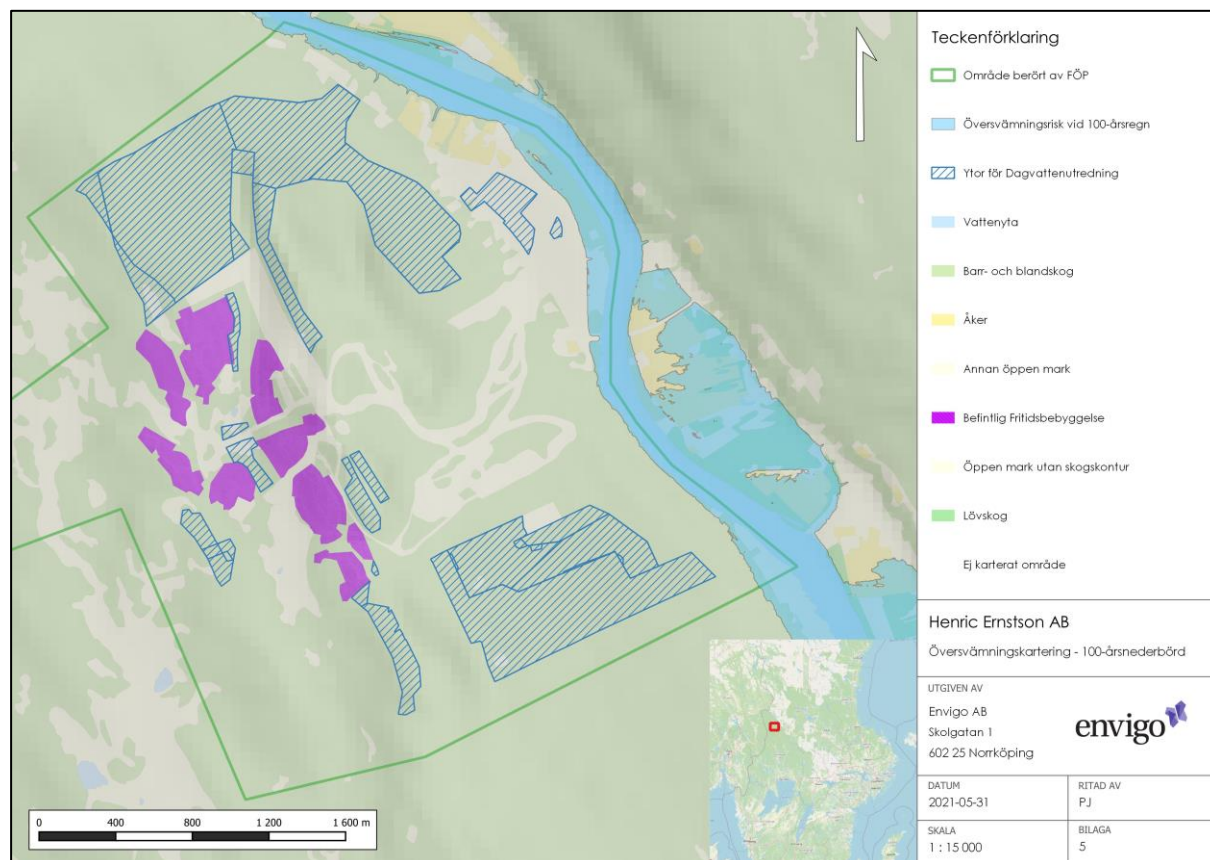 Teckenförklaring
Område berört av FÖP
Översvämningsrisk vid 100-årsregn
Ytor för Dagvattenutredning
Vattenyta
Barr- och blandskog
Åker
Annan öppen mark
Befintlig Fritidsbebyggelse
Öppen mark utan skogskontur
Lövskog
Ej karterat område
Henric Ernstson AB
Översvämningskartering - 100-årsnederbörd
UTGIVEN AV
Envigo AB
Skolgatan 1
602 25 Norrköping
envigo
DATUM
2021-05-31
RITAD AV
PJ
SKALA
1 : 15 000
BILAGA
5
0 400 800 1 200 1 600 m